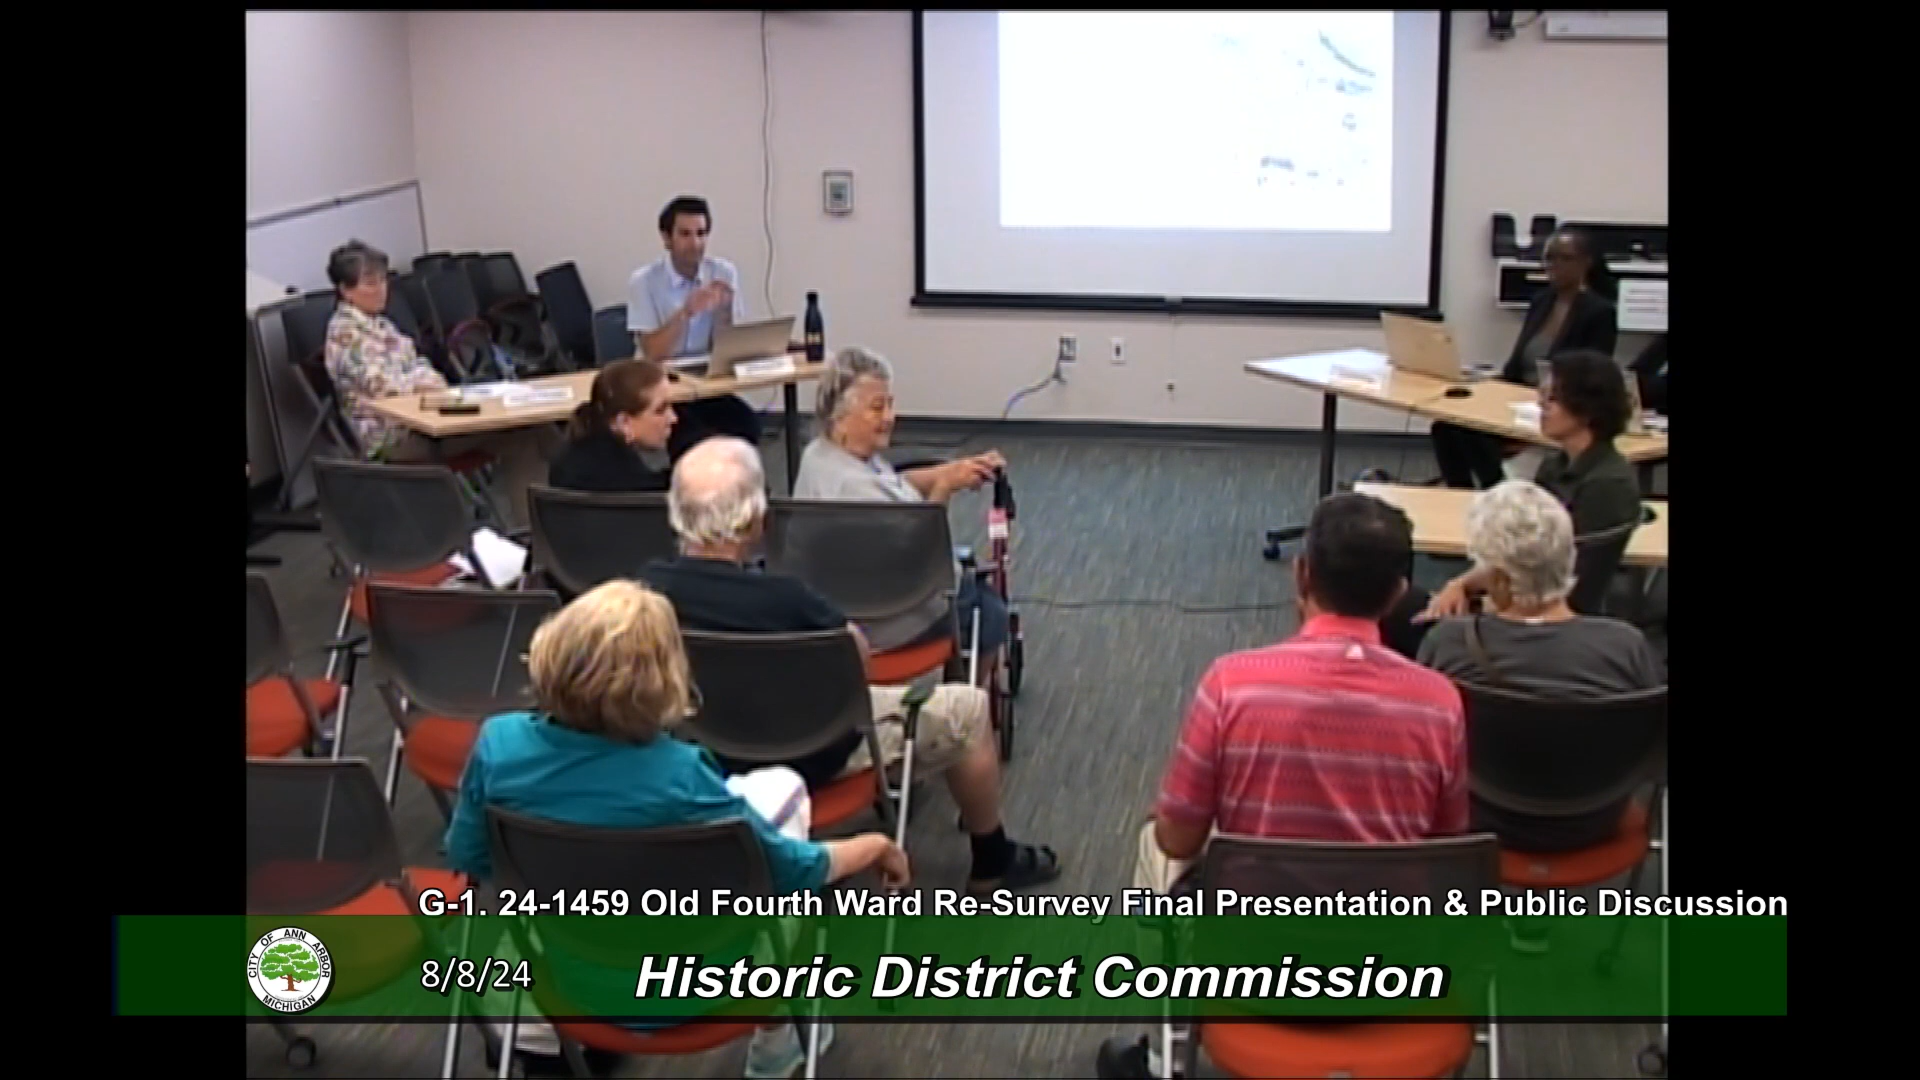 G-1. 24-1459 Old Fourth Ward Re-Survey Final Presentation & Public Discussion
CITY OF ANN ARBOR
MICHIGAN
8/8/24
Historic District Commission